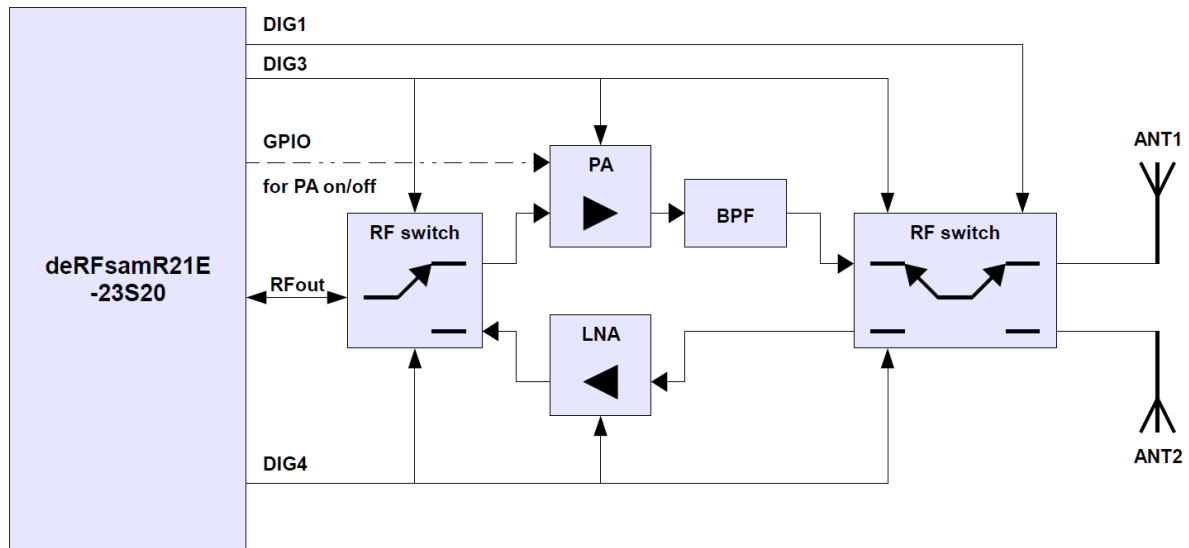 DIG1
DIG3
GPIO
for PA on/off
PA
BPF
ANT1
RF switch
RF switch
deRFsamR21E
-23S20
RFout
LNA
DIG4
ANT2